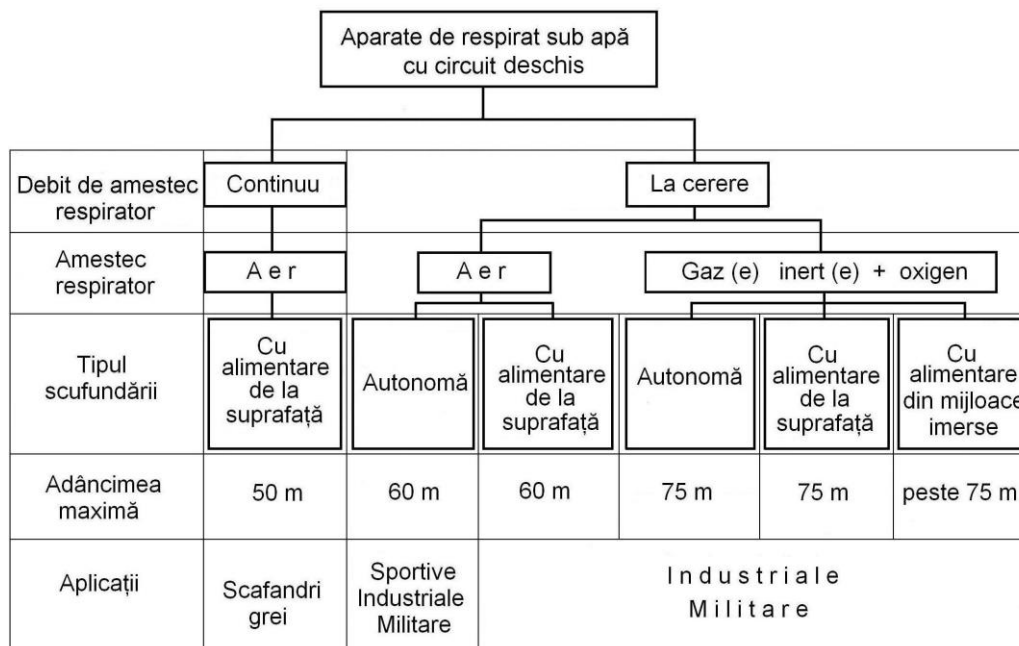 Aparate de respirat sub apă
cu circuit deschis
Debit de amestec
respirator
Continuu
La cerere
Amestec
respirator
A e r
A e r
Gaz (e) inert (e) + oxigen
Tipul
scufundării
Cu
alimentare
de la
suprafață
Autonomă
Cu
alimentare
de la
suprafață
Autonomă
Cu
alimentare
de la
suprafață
Cu
alimentare
din mijloace
imerse
Adâncimea
maximă
50 m
60 m
60 m
75 m
75 m
peste 75 m
Aplicații
Scafandri
grei
Sportive
Industriale
Militare
I n d u s t r i a l e
M i l i t a r e